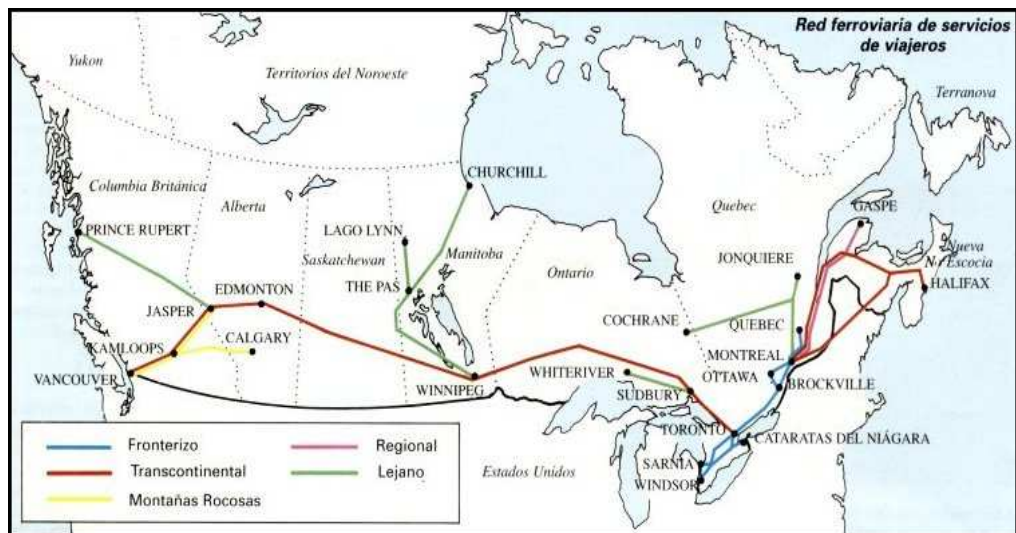 Red ferroviaria de servicios
de viajeros
Yukon
Territorios del Noroeste
Terranova
Columbia Británica
Alberta
CHURCHILL
Quebec
GASPE
PRINCE RUPERT
LAGO LYNN
Saskatchewan
Manitoba
Ontario
JONQUIERE
Nueva
Escocia
HALIFAX
THE PAS
EDMONTON
JASPER
COCHRANE
QUEBEC
KAMLOOPS
CALGARY
MONTREAL
VANCOUVER
WINNIPEG
WHITERIVER
OTTAWA
BROCKVILLE
SUDBURY
TORONTO
CATARATAS DEL NIÁGARA
SARNIA
WINDSOR
Estados Unidos
Fronterizo
Regional
Transcontinental
Lejano
Montañas Rocosas